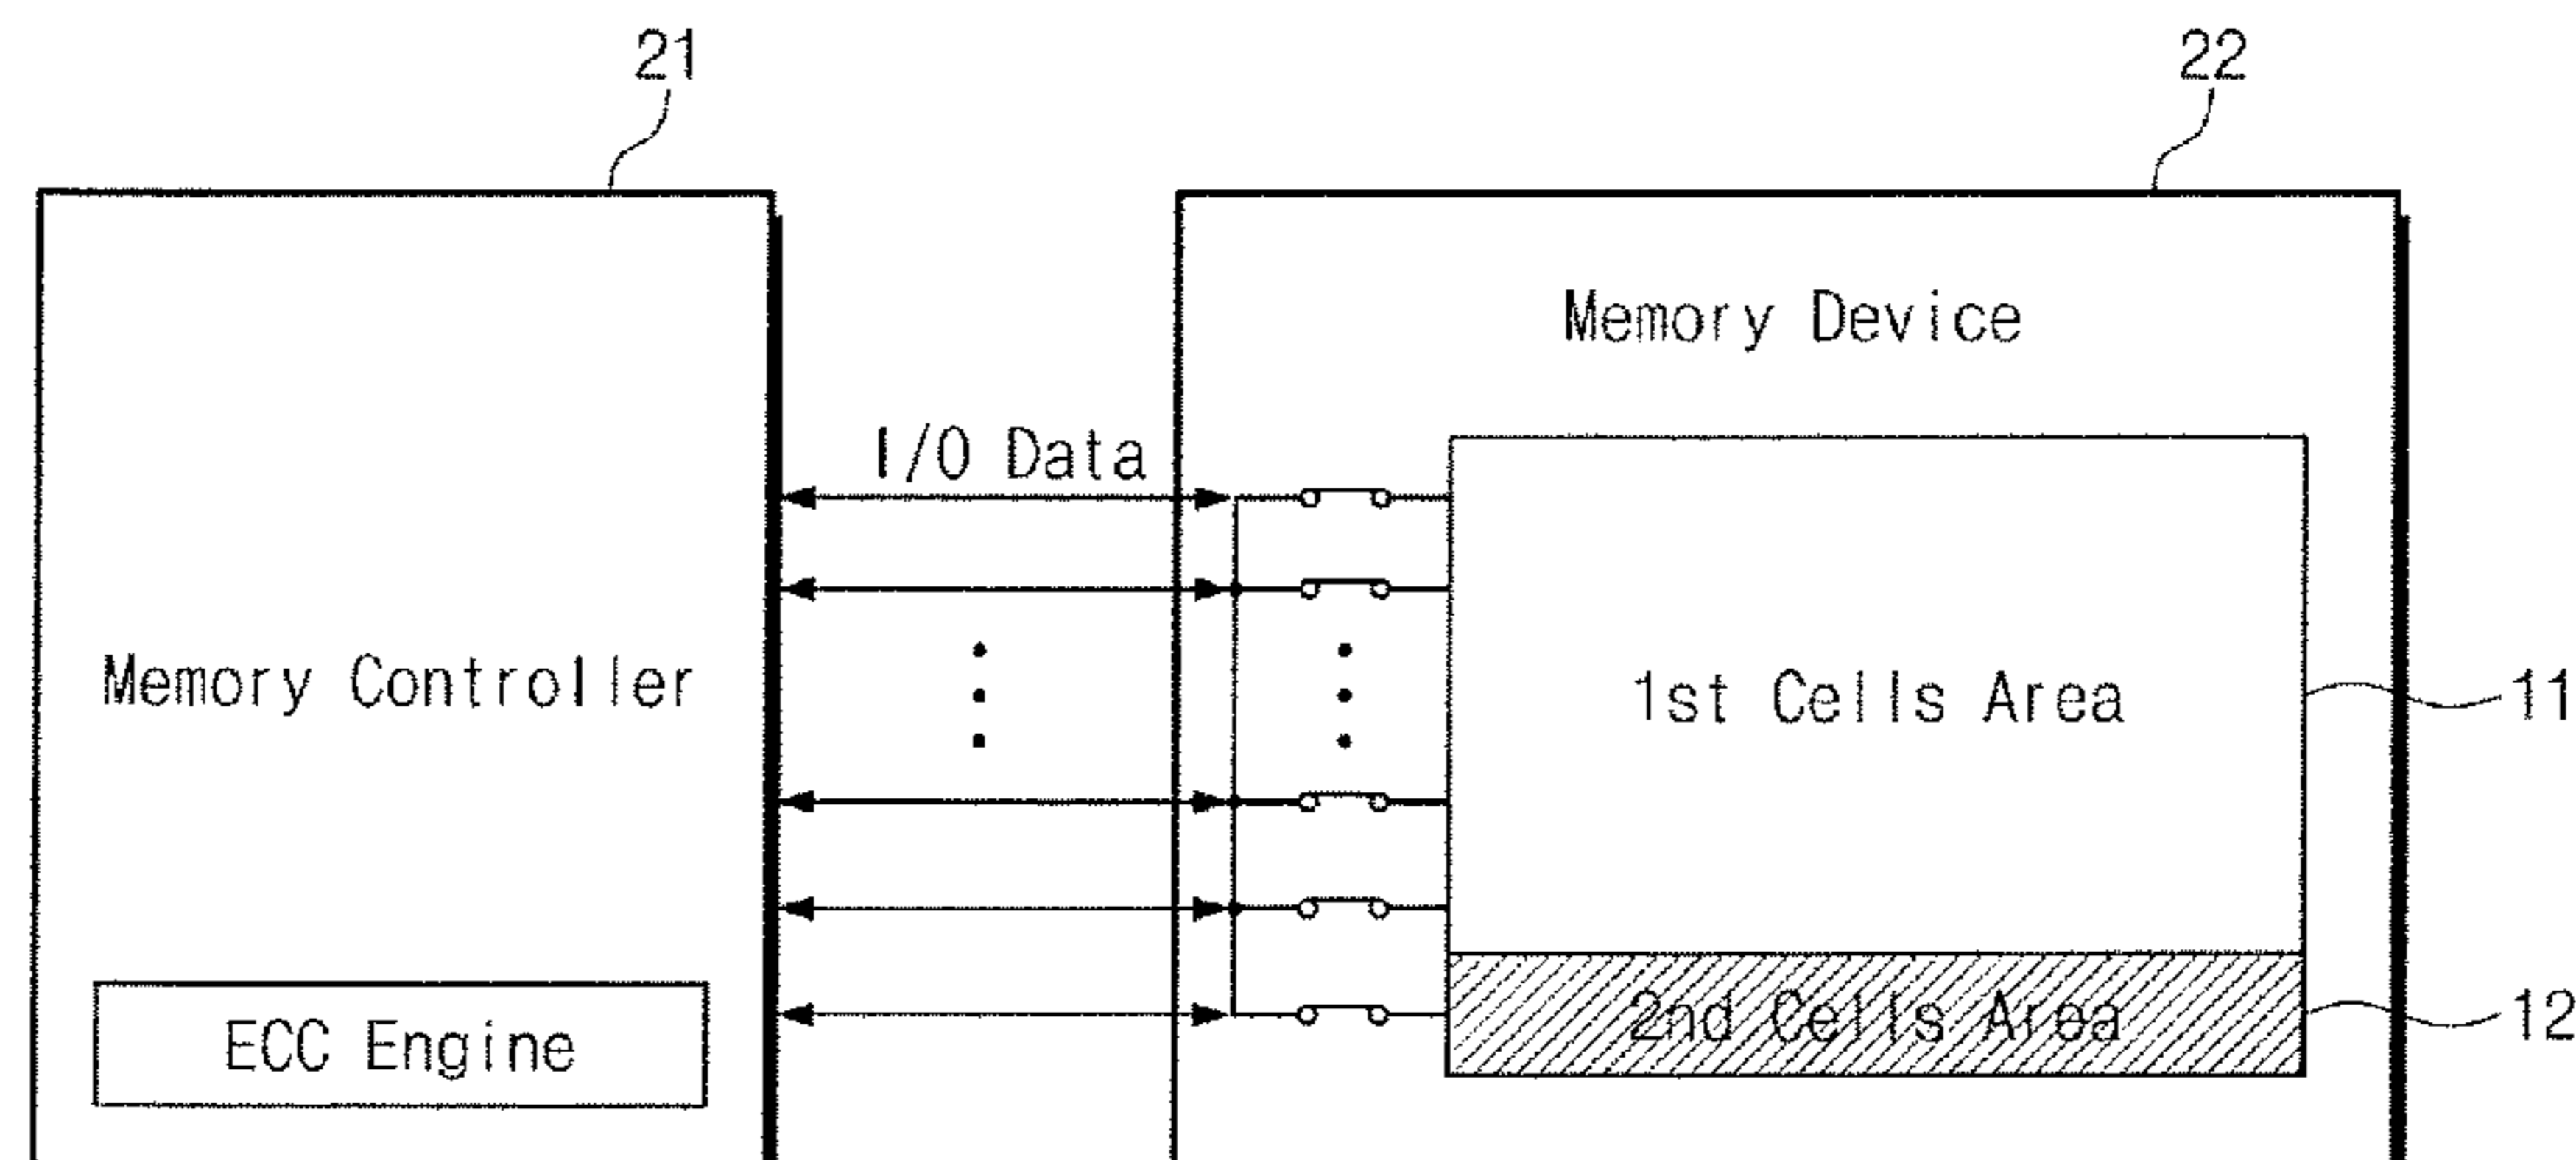 21
22
Memory Device
I/O Data
Memory Controller
1st Cells Area
11
ECC Engine
2nd Cells Area
12